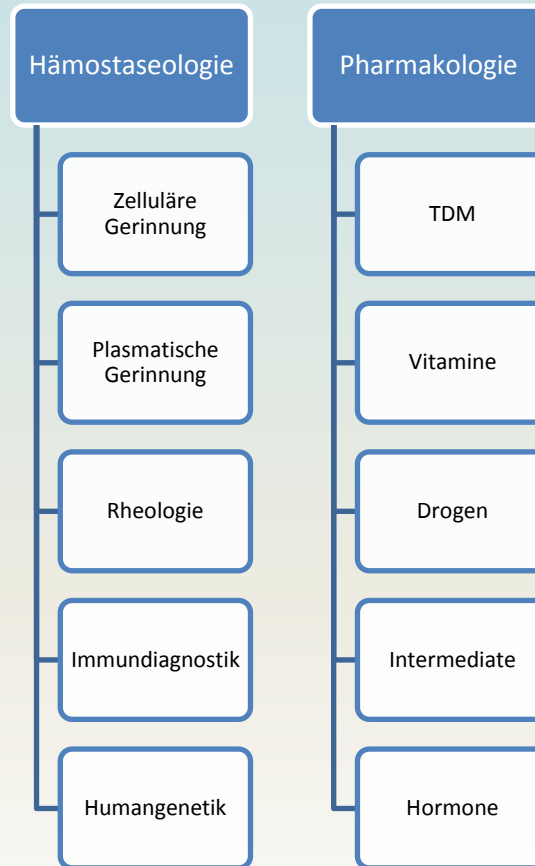 Hämostaseologie
Zelluläre
Gerinnung
Plasmatische
Gerinnung
Rheologie
Immundiagnostik
Humangenetik
Pharmakologie
TDM
Vitamine
Drogen
Intermediate
Hormone